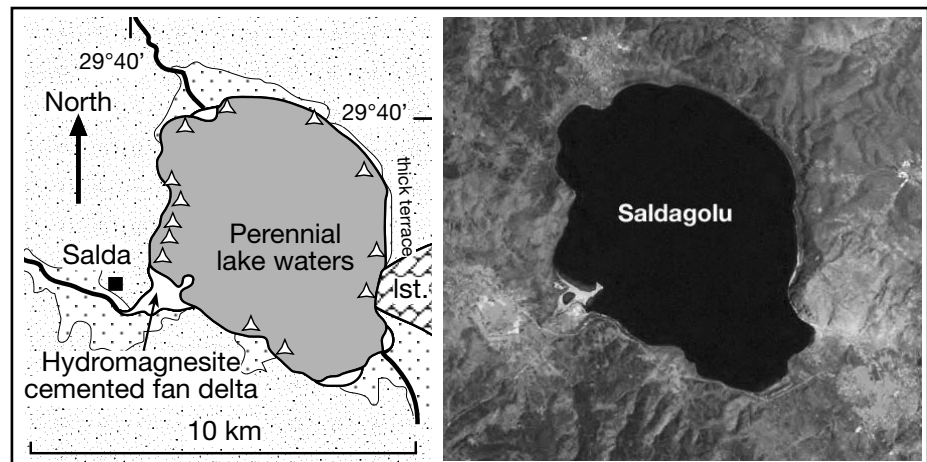 29°40'
North
29°40'
thick terrace
Salda
Perennial
lake waters
lst.
Hydromagnesite
cemented fan delta
10 km
Saldagolu